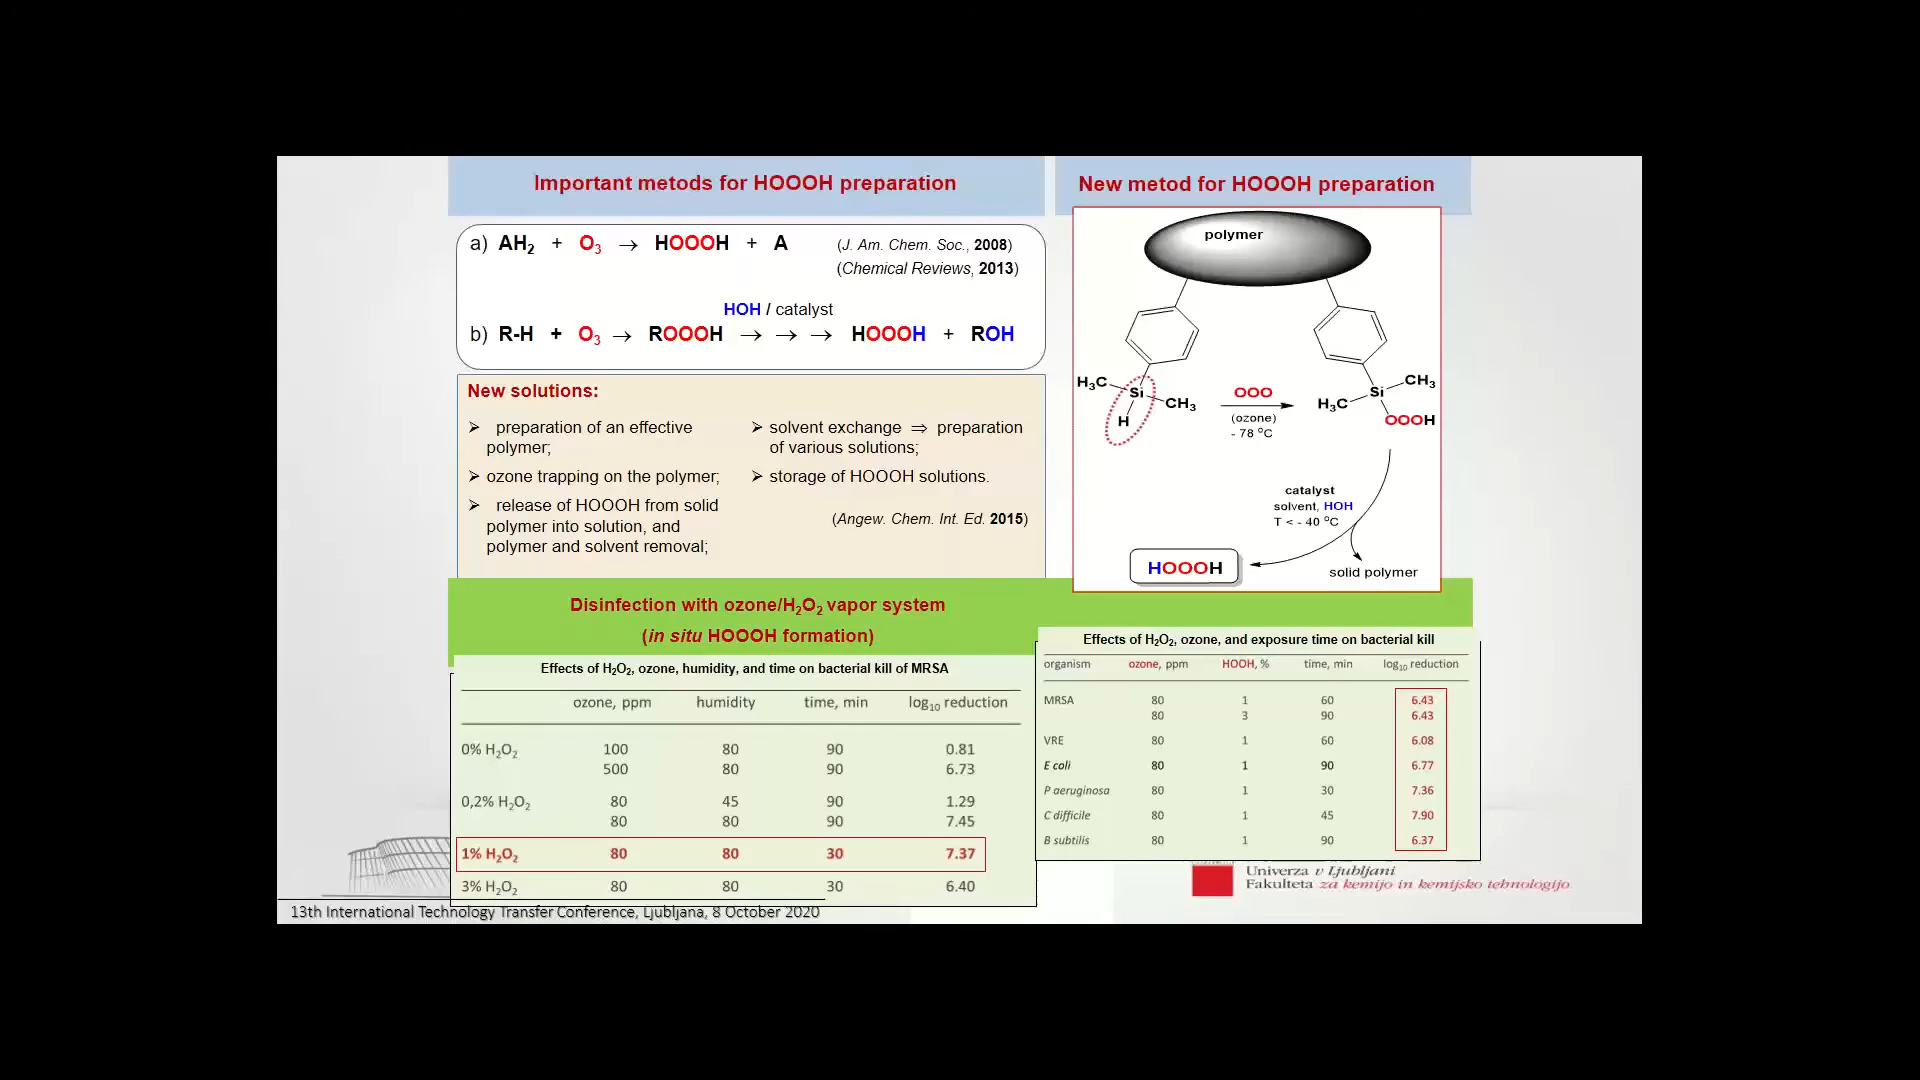 Important metods for HOOOH preparation
a) AH2 + O3 → HOOOH + A (J. Am. Chem. Soc., 2008)
(Chemical Reviews, 2013)
HOH / catalyst
b) R-H + O3 → ROOOH → → → HOOOH + ROH
New solutions:
➢ preparation of an effective
polymer;
➢ ozone trapping on the polymer;
➢ release of HOOOH from solid
polymer into solution, and
polymer and solvent removal;
➢ solvent exchange ⇒ preparation
of various solutions;
➢ storage of HOOOH solutions.
(Angew. Chem. Int. Ed. 2015)
New metod for HOOOH preparation
polymer
H3C
Si
CH3
H
OOO
(ozone)
- 78 °C
CH3
Si
H3C
OOOH
catalyst
solvent, HOH
T < - 40 °C
HOOOH
solid polymer
Disinfection with ozone/H2O2 vapor system
(in situ HOOOH formation)
Effects of H2O2, ozone, humidity, and time on bacterial kill of MRSA
ozone, ppm humidity time, min log10 reduction
0% H2O2 100 80 90 0.81
500 80 90 6.73
0,2% H2O2 80 45 90 1.29
80 80 90 7.45
1% H2O2 80 80 30 7.37
3% H2O2 80 80 30 6.40
Effects of H2O2, ozone, and exposure time on bacterial kill
organism ozone, ppm HOOH, % time, min log10 reduction
MRSA 80 1 60 6.43
80 3 90 6.43
VRE 80 1 60 6.08
E coli 80 1 90 6.77
P aeruginosa 80 1 30 7.36
C difficile 80 1 45 7.90
B subtilis 80 1 90 6.37
Univerza v Ljubljani
Fakulteta za kemijo in kemijsko tehnologijo
13th International Technology Transfer Conference, Ljubljana, 8 October 2020